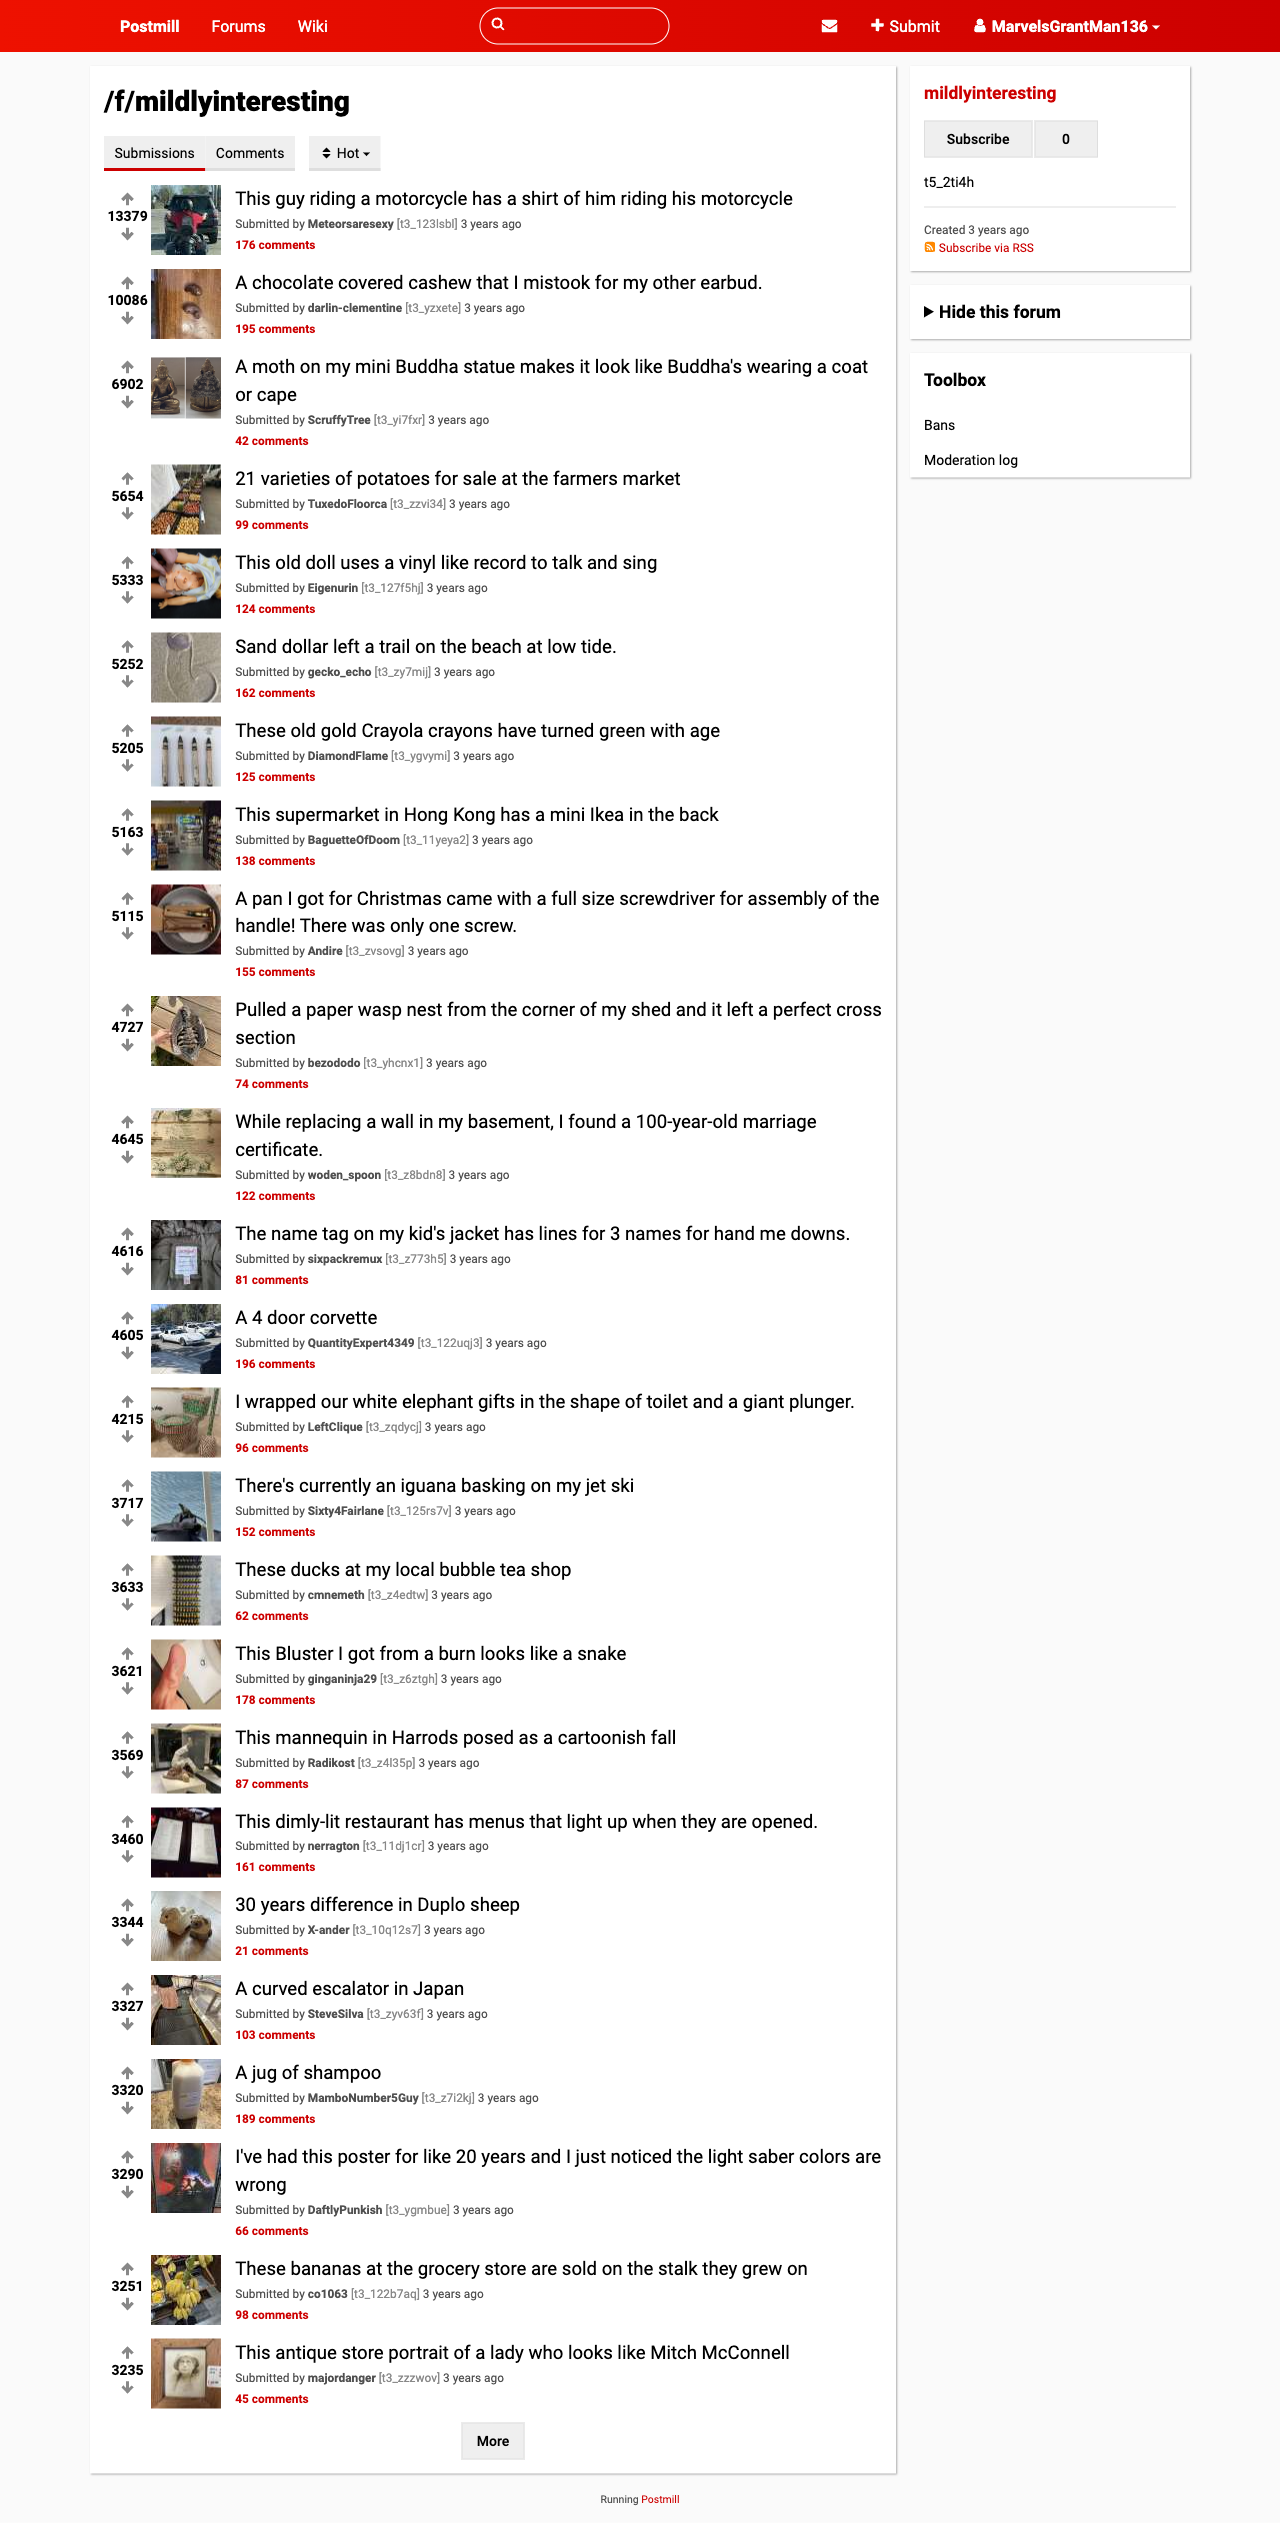 Postmill Forums Wiki Submit MarvelsGrantMan136
/f/mildlyinteresting
Submissions Comments Hot
13379
This guy riding a motorcycle has a shirt of him riding his motorcycle
Submitted by Meteorsaresexy [t3_123lsbl] 3 years ago
176 comments
10086
A chocolate covered cashew that I mistook for my other earbud.
Submitted by darlin-clementine [t3_yzxete] 3 years ago
195 comments
6902
A moth on my mini Buddha statue makes it look like Buddha's wearing a coat
or cape
Submitted by ScruffyTree [t3_yi7fxr] 3 years ago
42 comments
5654
21 varieties of potatoes for sale at the farmers market
Submitted by TuxedoFloorca [t3_zzvi34] 3 years ago
99 comments
5333
This old doll uses a vinyl like record to talk and sing
Submitted by Eigenurin [t3_127f5hj] 3 years ago
124 comments
5252
Sand dollar left a trail on the beach at low tide.
Submitted by gecko_echo [t3_zy7mij] 3 years ago
162 comments
5205
These old gold Crayola crayons have turned green with age
Submitted by DiamondFlame [t3_ygvymi] 3 years ago
125 comments
5163
This supermarket in Hong Kong has a mini Ikea in the back
Submitted by BaguetteOfDoom [t3_11yeya2] 3 years ago
138 comments
5115
A pan I got for Christmas came with a full size screwdriver for assembly of the
handle! There was only one screw.
Submitted by Andire [t3_zvsovg] 3 years ago
155 comments
4727
Pulled a paper wasp nest from the corner of my shed and it left a perfect cross
section
Submitted by bezododo [t3_yhcnx1] 3 years ago
74 comments
4645
While replacing a wall in my basement, I found a 100-year-old marriage
certificate.
Submitted by woden_spoon [t3_z8bdn8] 3 years ago
122 comments
4616
The name tag on my kid's jacket has lines for 3 names for hand me downs.
Submitted by sixpackremux [t3_z773h5] 3 years ago
81 comments
4605
A 4 door corvette
Submitted by QuantityExpert4349 [t3_122uqj3] 3 years ago
196 comments
4215
I wrapped our white elephant gifts in the shape of toilet and a giant plunger.
Submitted by LeftClique [t3_zqdycj] 3 years ago
96 comments
3717
There's currently an iguana basking on my jet ski
Submitted by Sixty4Fairlane [t3_125rs7v] 3 years ago
152 comments
3633
These ducks at my local bubble tea shop
Submitted by cmnemeth [t3_z4edtw] 3 years ago
62 comments
3621
This Bluster I got from a burn looks like a snake
Submitted by ginganinja29 [t3_z6ztgh] 3 years ago
178 comments
3569
This mannequin in Harrods posed as a cartoonish fall
Submitted by Radikost [t3_z4l35p] 3 years ago
87 comments
3460
This dimly-lit restaurant has menus that light up when they are opened.
Submitted by nerragton [t3_11dj1cr] 3 years ago
161 comments
3344
30 years difference in Duplo sheep
Submitted by X-ander [t3_10q12s7] 3 years ago
21 comments
3327
A curved escalator in Japan
Submitted by SteveSilva [t3_zyv63f] 3 years ago
103 comments
3320
A jug of shampoo
Submitted by MamboNumber5Guy [t3_z7i2kj] 3 years ago
189 comments
3290
I've had this poster for like 20 years and I just noticed the light saber colors are
wrong
Submitted by DaftlyPunkish [t3_ygmbue] 3 years ago
66 comments
3251
These bananas at the grocery store are sold on the stalk they grew on
Submitted by co1063 [t3_122b7aq] 3 years ago
98 comments
3235
This antique store portrait of a lady who looks like Mitch McConnell
Submitted by majordanger [t3_zzzwov] 3 years ago
45 comments
More
mildlyinteresting
Subscribe 0
t5_2ti4h
Created 3 years ago
Subscribe via RSS
Hide this forum
Toolbox
Bans
Moderation log
Running Postmill